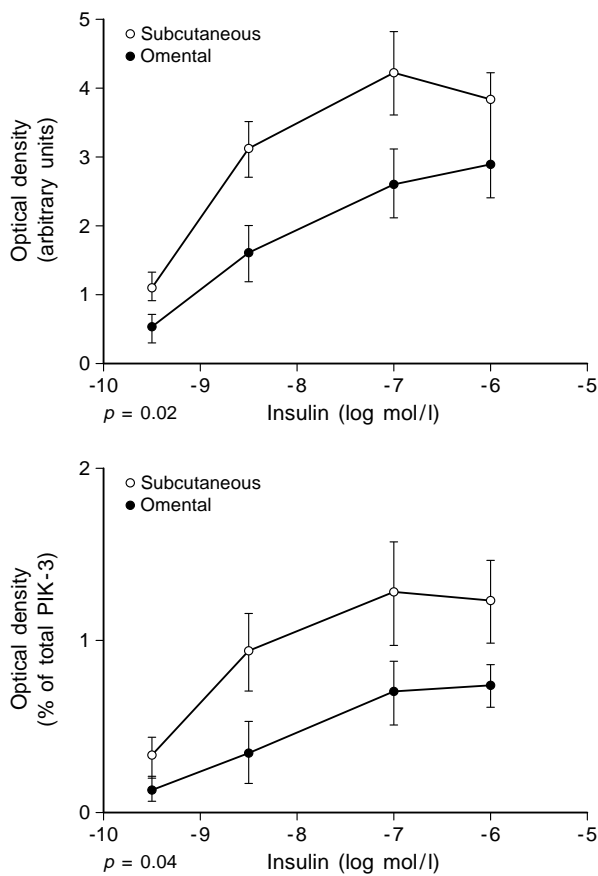 5
Subcutaneous
Omental
4
3
2
1
0
Optical density
(arbitrary units)
-10 -9 -8 -7 -6 -5
p = 0.02 Insulin (log mol/l)
2
Subcutaneous
Omental
1
0
Optical density
(% of total PIK-3)
-10 -9 -8 -7 -6 -5
p = 0.04 Insulin (log mol/l)